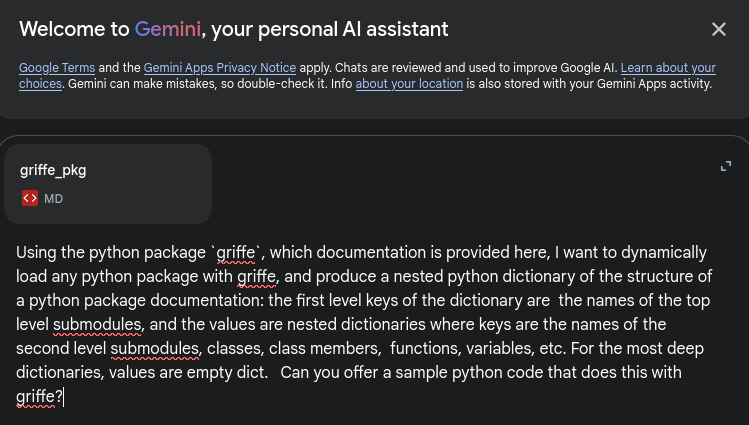 Welcome to Gemini, your personal AI assistant
Google Terms and the Gemini Apps Privacy Notice apply. Chats are reviewed and used to improve Google AI. Learn about your
choices. Gemini can make mistakes, so double-check it. Info about your location is also stored with your Gemini Apps activity.
griffe_pkg
MD
Using the python package `griffe`, which documentation is provided here, I want to dynamically
load any python package with griffe, and produce a nested python dictionary of the structure of
a python package documentation: the first level keys of the dictionary are  the names of the top
level submodules, and the values are nested dictionaries where keys are the names of the
second level submodules, classes, class members,  functions, variables, etc. For the most deep
dictionaries, values are empty dict.   Can you offer a sample python code that does this with
griffe?